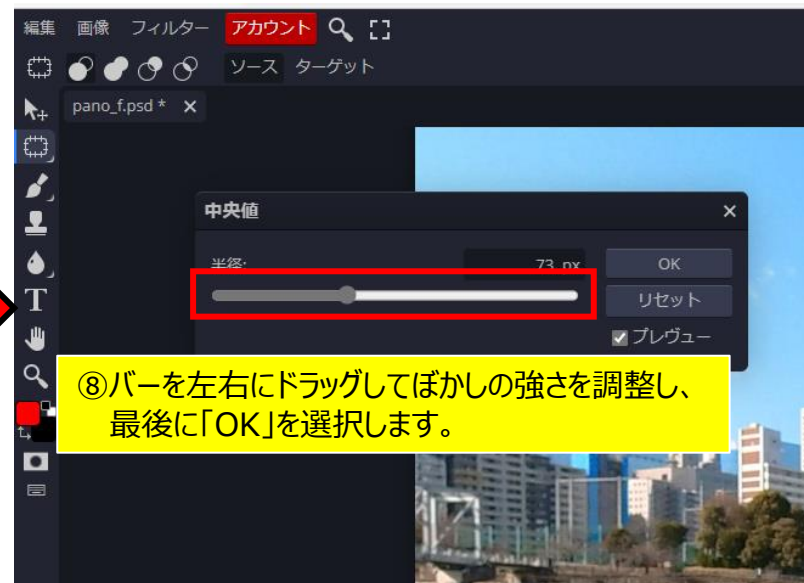 編集 画像 フィルター アカウント
ソース ターゲット
pano_f.psd * ×
中央値 ×
半径: 73 px OK
リセット
プレヴュー
T
⑧バーを左右にドラッグしてぼかしの強さを調整し、
最後に「OK」を選択します。